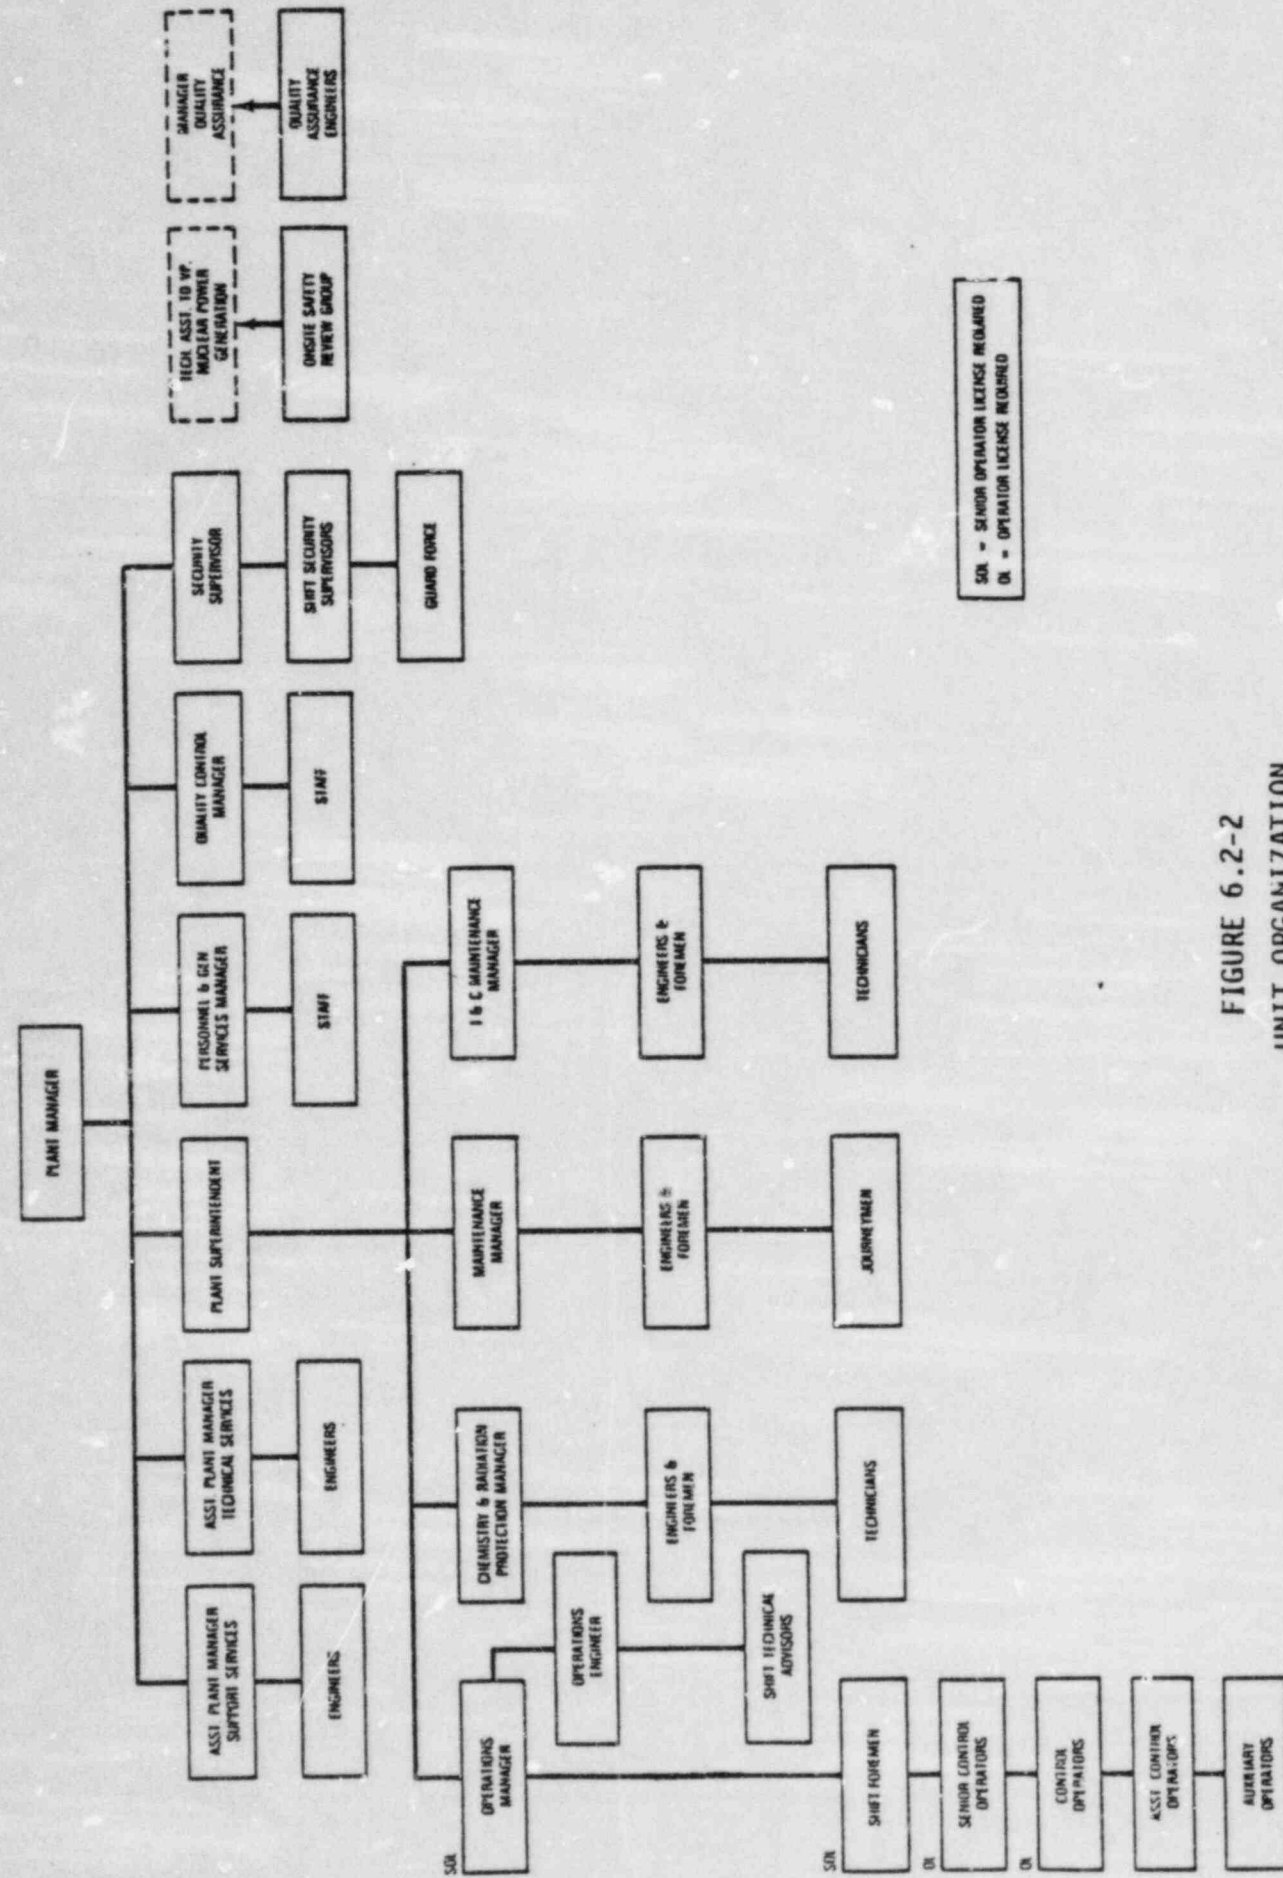 PLANT MANAGER
ASST PLANT MANAGER
SUPPORT SERVICES
ASST PLANT MANAGER
TECHNICAL SERVICES
PLANT SUPERINTENDENT
PERSONNEL & GEN
SERVICES MANAGER
QUALITY CONTROL
MANAGER
SECURITY
SUPERVISOR
TECH. ASST. TO VP.
NUCLEAR POWER
GENERATION
MANAGER
QUALITY
ASSURANCE
ENGINEERS
ENGINEERS
STAFF
STAFF
SHIFT SECURITY
SUPERVISORS
ONSITE SAFETY
REVIEW GROUP
QUALITY
ASSURANCE
ENGINEERS
GUARD FORCE
SOL
OPERATIONS
MANAGER
CHEMISTRY & RADIATION
PROTECTION MANAGER
MAINTENANCE
MANAGER
I & C MAINTENANCE
MANAGER
OPERATIONS
ENGINEER
ENGINEERS &
FOREMEN
ENGINEERS &
FOREMEN
ENGINEERS &
FOREMEN
SHIFT TECHNICAL
ADVISORS
SOL
SHIFT FOREMEN
TECHNICIANS
JOURNEYMEN
TECHNICIANS
OL
SENIOR CONTROL
OPERATORS
OL
CONTROL
OPERATORS
ASST CONTROL
OPERATORS
AUXILIARY
OPERATORS
SOL = SENIOR OPERATOR LICENSE REQUIRED
OL = OPERATOR LICENSE REQUIRED
FIGURE 6.2-2
UNIT ORGANIZATION